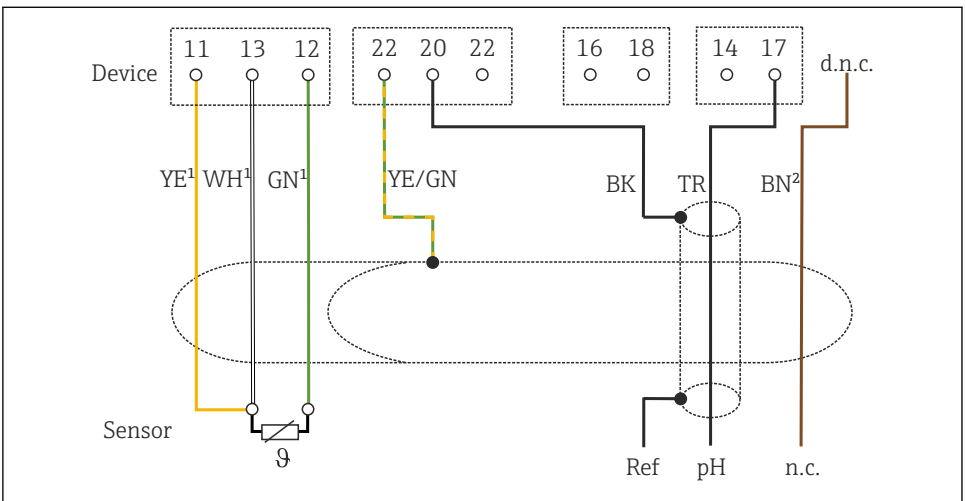 11 13 12 22 20 22 16 18 14 17
Device d.n.c.
YE¹ WH¹ GN¹ YE/GN BK TR BN²
Sensor
ϑ Ref pH n.c.